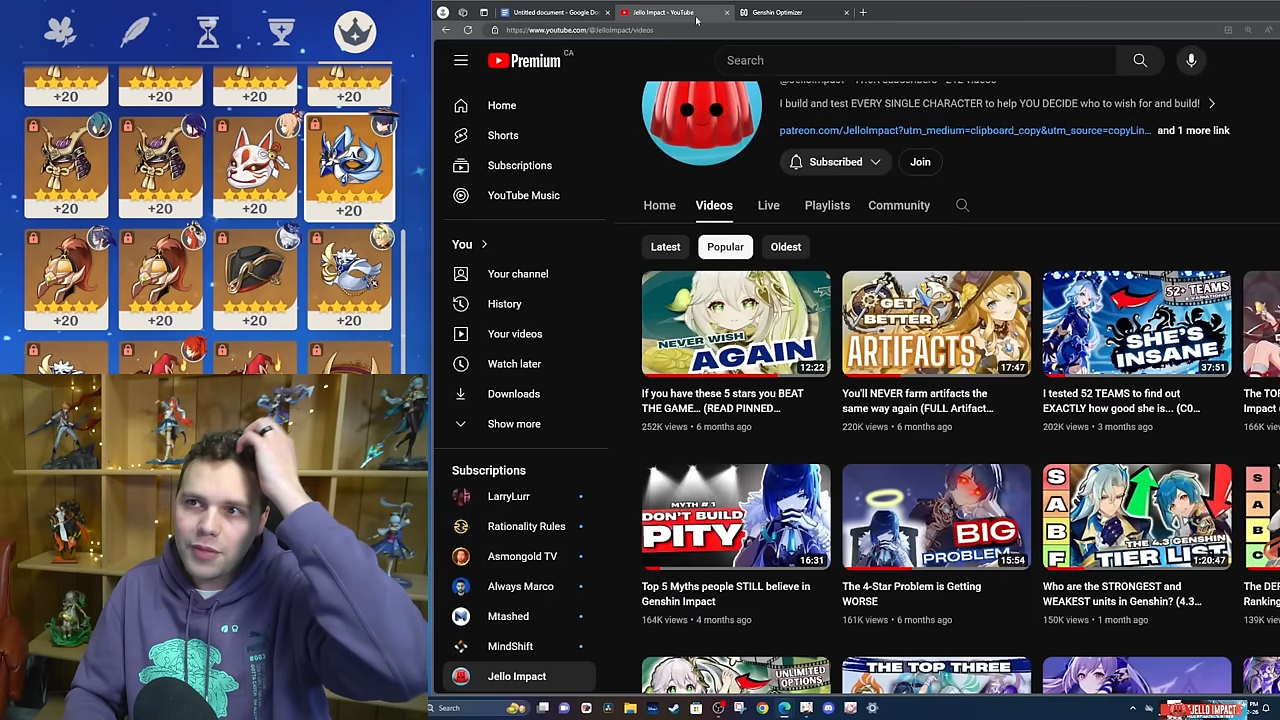 Untitled document - Google Do
Jello Impact - YouTube
Genshin Optimizer
https://www.youtube.com/@JelloImpact/videos
Premium
CA
Search
I build and test EVERY SINGLE CHARACTER to help YOU DECIDE who to wish for and build!
patreon.com/JelloImpact?utm_medium=clipboard_copy&utm_source=copyLin... and 1 more link
Subscribed
Join
Home
Videos
Live
Playlists
Community
Latest
Popular
Oldest
Home
Shorts
Subscriptions
YouTube Music
You
Your channel
History
Your videos
Watch later
Downloads
Show more
Subscriptions
LarryLurr
Rationality Rules
Asmongold TV
Always Marco
Mtashed
MindShift
Jello Impact
+20
+20
+20
+20
+20
+20
+20
+20
+20
+20
+20
+20
NEVER WISH
AGAIN
12:22
If you have these 5 stars you BEAT
THE GAME... (READ PINNED...
252K views • 6 months ago
GET
BETTER
ARTIFACTS
17:47
You'll NEVER farm artifacts the
same way again (FULL Artifact...
220K views • 6 months ago
52+ TEAMS
SHE'S
INSANE
37:51
I tested 52 TEAMS to find out
EXACTLY how good she is... (C0...
202K views • 3 months ago
The TO
Impact
166K vie
MYTH #1
DON'T BUILD
PITY
16:31
Top 5 Myths people STILL believe in
Genshin Impact
164K views • 4 months ago
BIG
PROBLEM
15:54
The 4-Star Problem is Getting
WORSE
161K views • 6 months ago
S
A
B
F
THE 4.3 GENSHIN
TIER LIST
1:20:47
Who are the STRONGEST and
WEAKEST units in Genshin? (4.3...
150K views • 1 month ago
S
A
B
C
The DE
Ranking
139K vie
UNLIMITED
OPTIONS
THE TOP THREE
Search
JELLO IMPACT